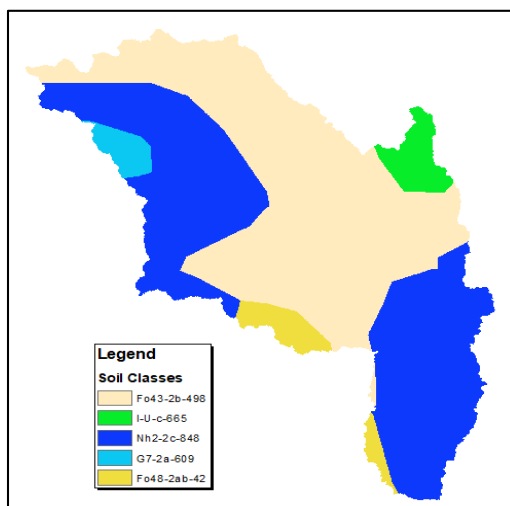 Legend
Soil Classes
Fo43-2b-498
I-U-c-665
Nh2-2c-848
G7-2a-609
Fo48-2ab-42